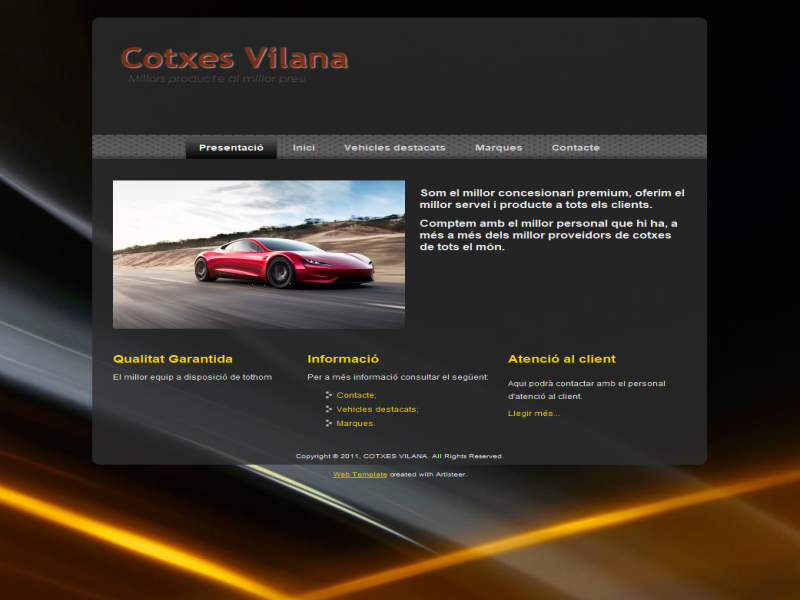 Cotxes Vilana
Millors producte al millor preu
Presentació Inici Vehicles destacats Marques Contacte
Som el millor concesionari premium, oferim el
millor servei i producte a tots els clients.
Comptem amb el millor personal que hi ha, a
més a més dels millor proveidors de cotxes
de tots el món.
Qualitat Garantida
El millor equip a disposició de tothom
Informació
Per a més informació consultar el següent:
Contacte;
Vehicles destacats;
Marques.
Atenció al client
Aqui podrà contactar amb el personal
d'atenció al client.
Llegir més...
Copyright © 2011, COTXES VILANA. All Rights Reserved.
Web Template created with Artisteer.